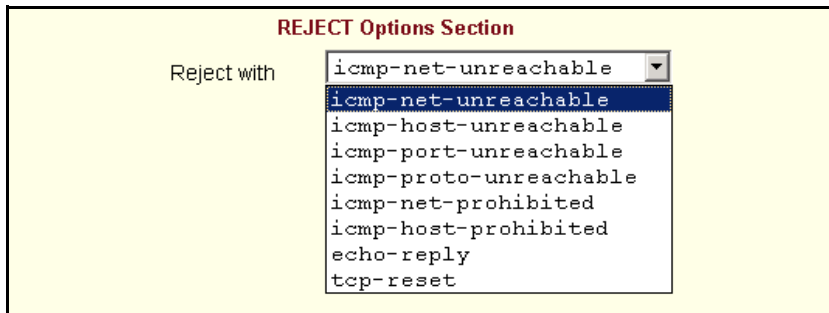 REJECT Options Section
Reject with icmp-net-unreachable
icmp-net-unreachable
icmp-host-unreachable
icmp-port-unreachable
icmp-proto-unreachable
icmp-net-prohibited
icmp-host-prohibited
echo-reply
tcp-reset